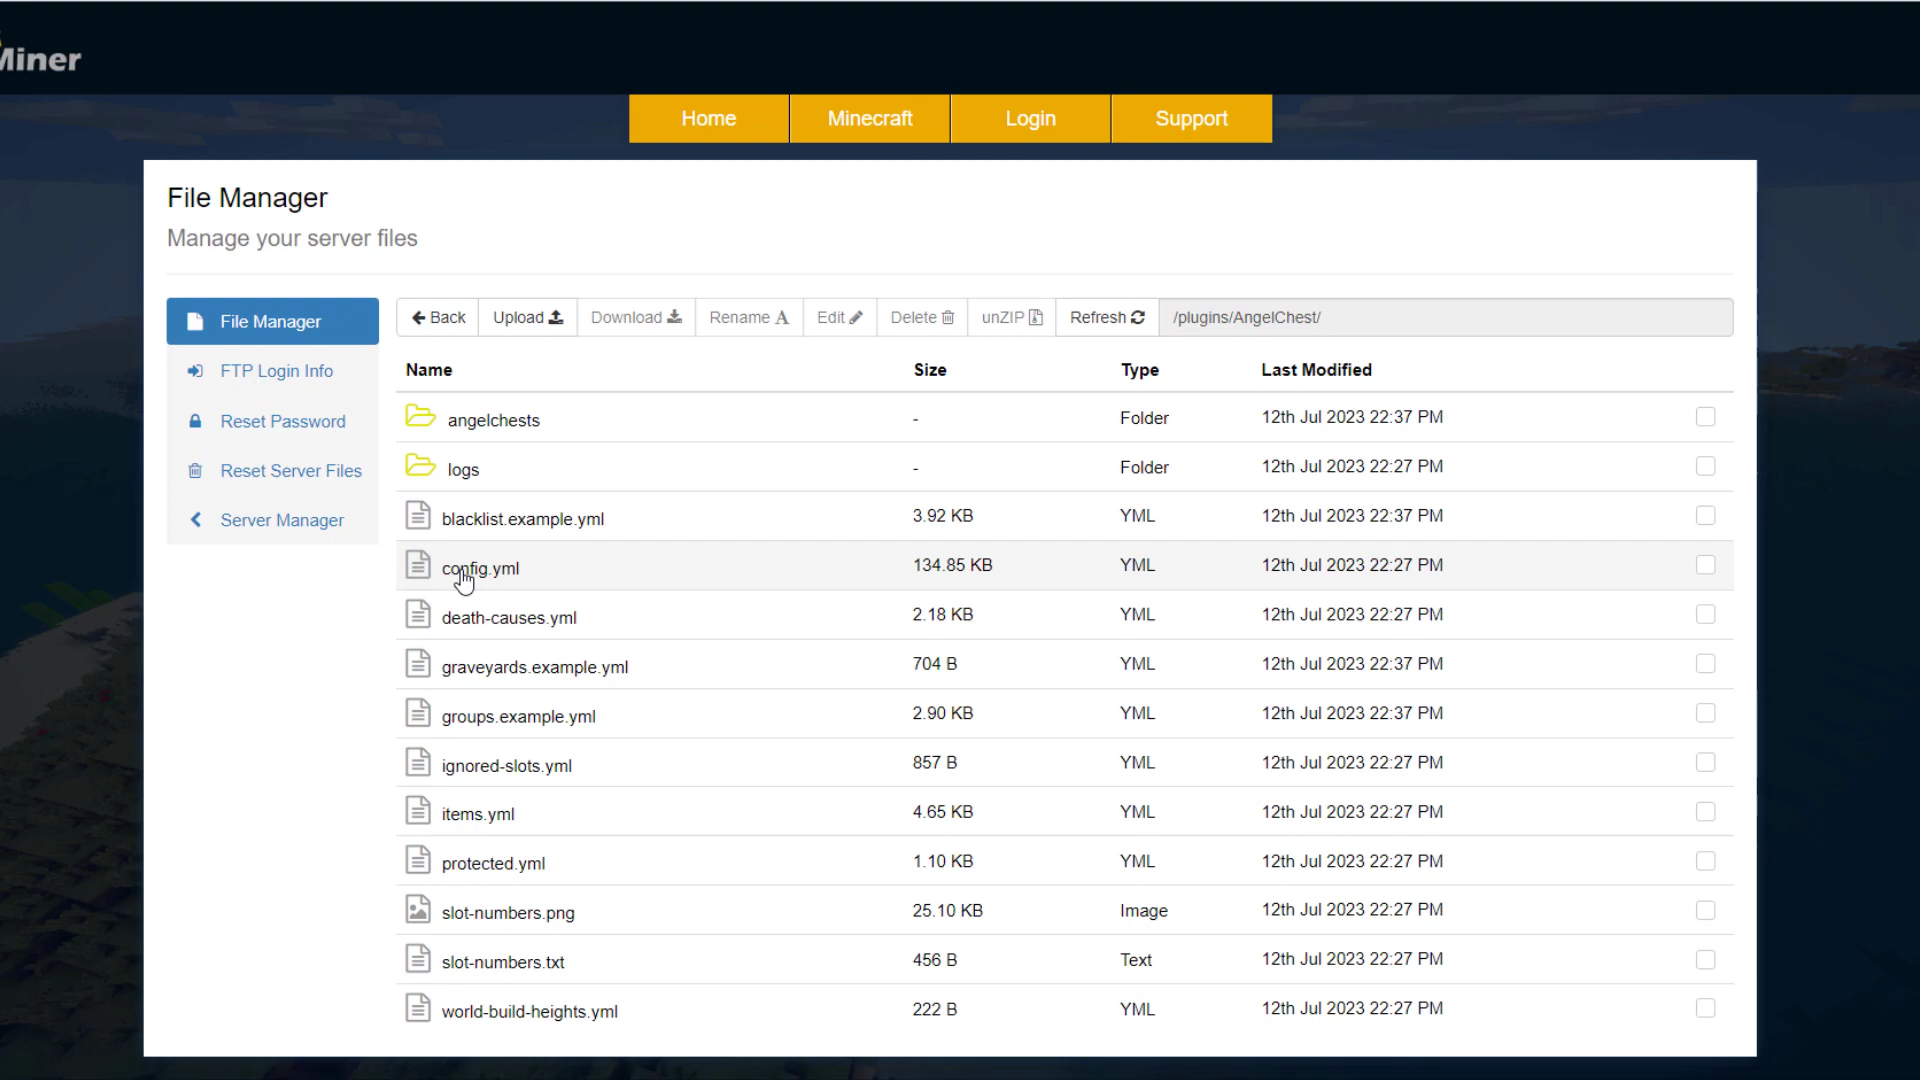 Miner
Home Minecraft Login Support
File Manager
Manage your server files
File Manager
FTP Login Info
Reset Password
Reset Server Files
Server Manager
Back Upload Download Rename Edit Delete unZIP Refresh /plugins/AngelChest/
Name Size Type Last Modified
angelchests - Folder 12th Jul 2023 22:37 PM
logs - Folder 12th Jul 2023 22:27 PM
blacklist.example.yml 3.92 KB YML 12th Jul 2023 22:37 PM
config.yml 134.85 KB YML 12th Jul 2023 22:27 PM
death-causes.yml 2.18 KB YML 12th Jul 2023 22:27 PM
graveyards.example.yml 704 B YML 12th Jul 2023 22:37 PM
groups.example.yml 2.90 KB YML 12th Jul 2023 22:37 PM
ignored-slots.yml 857 B YML 12th Jul 2023 22:27 PM
items.yml 4.65 KB YML 12th Jul 2023 22:27 PM
protected.yml 1.10 KB YML 12th Jul 2023 22:27 PM
slot-numbers.png 25.10 KB Image 12th Jul 2023 22:27 PM
slot-numbers.txt 456 B Text 12th Jul 2023 22:27 PM
world-build-heights.yml 222 B YML 12th Jul 2023 22:27 PM